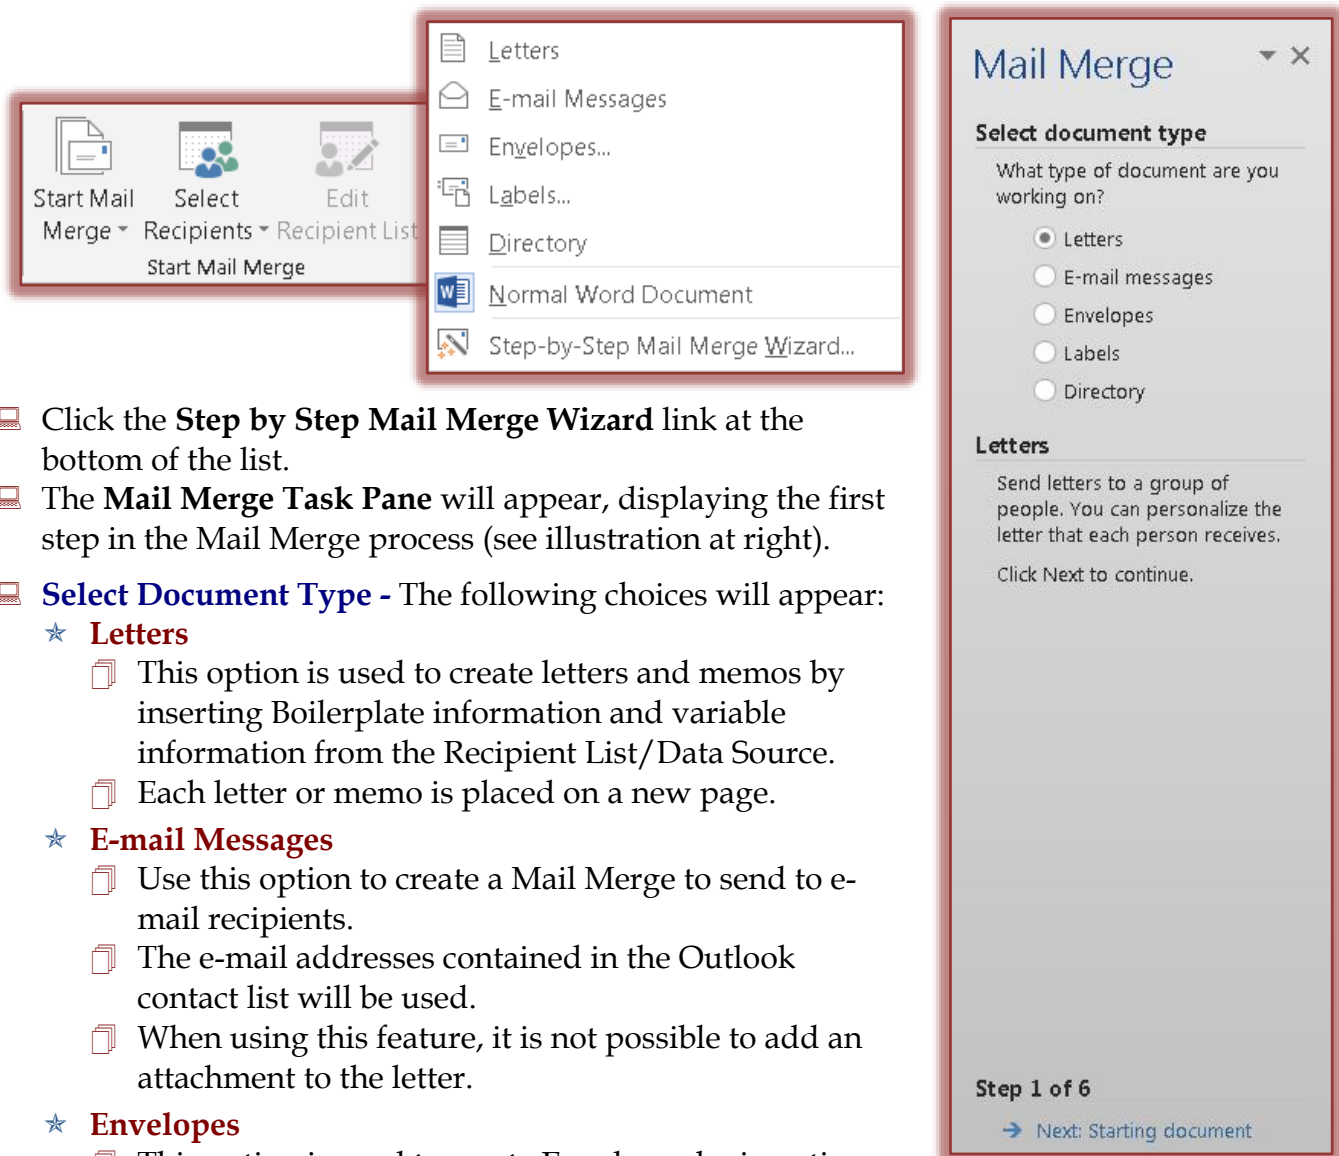 Start Mail
Merge
Select
Recipients
Edit
Recipient List
Start Mail Merge
Letters
E-mail Messages
Envelopes...
Labels...
Directory
Normal Word Document
Step-by-Step Mail Merge Wizard...
Click the Step by Step Mail Merge Wizard link at the
bottom of the list.
The Mail Merge Task Pane will appear, displaying the first
step in the Mail Merge process (see illustration at right).
Select Document Type - The following choices will appear:
Letters
This option is used to create letters and memos by
inserting Boilerplate information and variable
information from the Recipient List/Data Source.
Each letter or memo is placed on a new page.
E-mail Messages
Use this option to create a Mail Merge to send to e-
mail recipients.
The e-mail addresses contained in the Outlook
contact list will be used.
When using this feature, it is not possible to add an
attachment to the letter.
Envelopes
This option is used to create Envelopes by inserting
Mail Merge
Select document type
What type of document are you
working on?
Letters
E-mail messages
Envelopes
Labels
Directory
Letters
Send letters to a group of
people. You can personalize the
letter that each person receives.
Click Next to continue.
Step 1 of 6
Next: Starting document